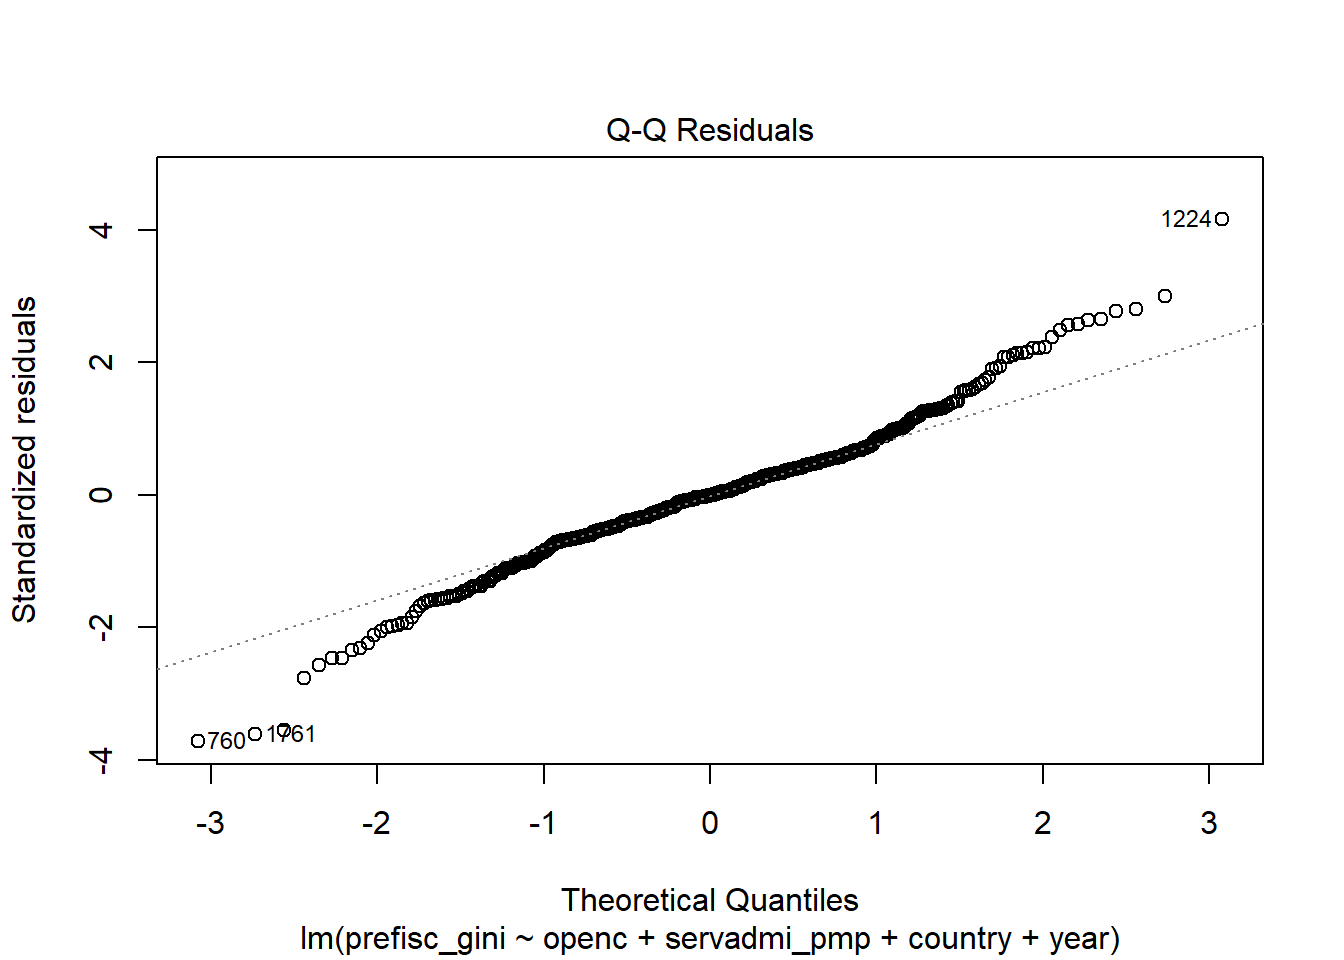 Q-Q Residuals
Standardized residuals
4
2
0
-2
-4
1224
760
1761
-3 -2 -1 0 1 2 3
Theoretical Quantiles
lm(prefisc_gini ~ openc + servadmi_pmp + country + year)